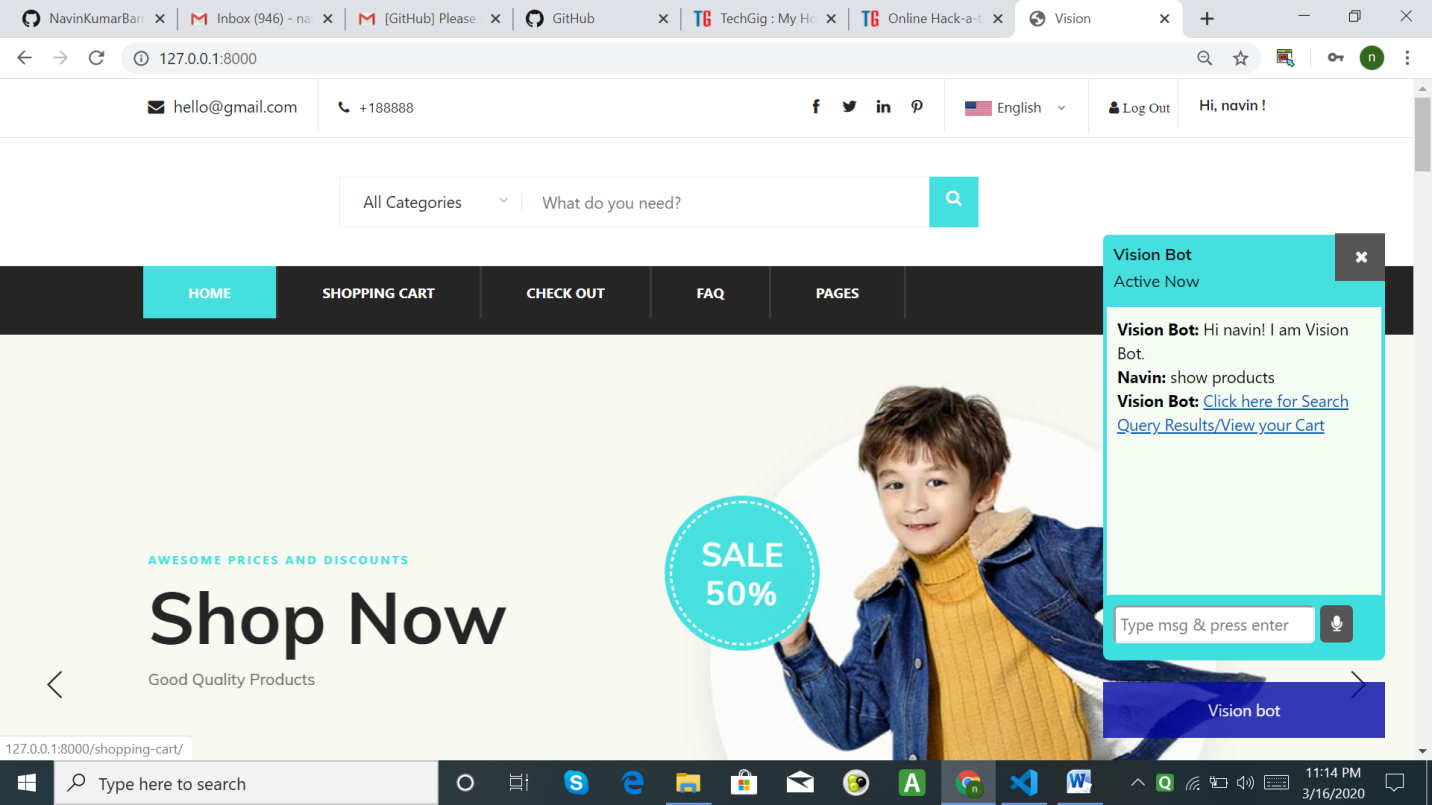 NavinKumarBar
Inbox (946) - nav
[GitHub] Please
GitHub
TG TechGig : My Ho
TG Online Hack-a-t
Vision
127.0.0.1:8000
n
hello@gmail.com
+188888
English
Log Out
Hi, navin !
All Categories
What do you need?
HOME
SHOPPING CART
CHECK OUT
FAQ
PAGES
Vision Bot
Active Now
Vision Bot: Hi navin! I am Vision
Bot.
Navin: show products
Vision Bot: Click here for Search
Query Results/View your Cart
SALE
50%
AWESOME PRICES AND DISCOUNTS
Shop Now
Good Quality Products
Type msg & press enter
Vision bot
127.0.0.1:8000/shopping-cart/
Type here to search
11:14 PM
3/16/2020